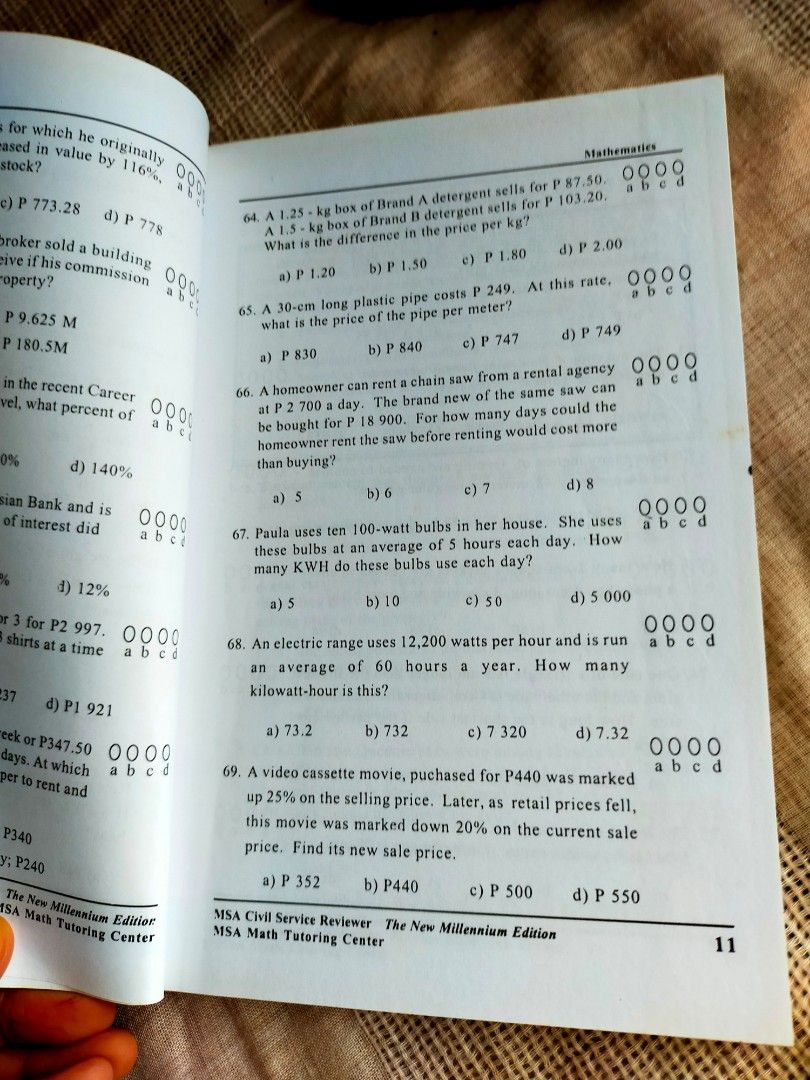 s for which he originally
ased in value by 116%,
stock?
a b c
c) P 773.28 d) P 778
broker sold a building
eive if his commission
operty?
a b c
P 9.625 M
P 180.5M
in the recent Career
vel, what percent of
a b c
0% d) 140%
sian Bank and is
of interest did
a b c d
% d) 12%
or 3 for P2 997.
3 shirts at a time
a b c d
237 d) P1 921
eek or P347.50
days. At which
per to rent and
a b c d
P340
y; P240
The New Millennium Edition
MSA Math Tutoring Center
Mathematics
64. A 1.25 - kg box of Brand A detergent sells for P 87.50.
A 1.5 - kg box of Brand B detergent sells for P 103.20.
What is the difference in the price per kg?
a b c d
a) P 1.20 b) P 1.50 c) P 1.80 d) P 2.00
65. A 30-cm long plastic pipe costs P 249. At this rate,
what is the price of the pipe per meter?
a b c d
a) P 830 b) P 840 c) P 747 d) P 749
66. A homeowner can rent a chain saw from a rental agency
at P 2 700 a day. The brand new of the same saw can
be bought for P 18 900. For how many days could the
homeowner rent the saw before renting would cost more
than buying?
a b c d
a) 5 b) 6 c) 7 d) 8
67. Paula uses ten 100-watt bulbs in her house. She uses
these bulbs at an average of 5 hours each day. How
many KWH do these bulbs use each day?
a b c d
a) 5 b) 10 c) 50 d) 5 000
68. An electric range uses 12,200 watts per hour and is run
an average of 60 hours a year. How many
kilowatt-hour is this?
a b c d
a) 73.2 b) 732 c) 7 320 d) 7.32
69. A video cassette movie, puchased for P440 was marked
up 25% on the selling price. Later, as retail prices fell,
this movie was marked down 20% on the current sale
price. Find its new sale price.
a b c d
a) P 352 b) P440 c) P 500 d) P 550
MSA Civil Service Reviewer The New Millennium Edition
MSA Math Tutoring Center
11